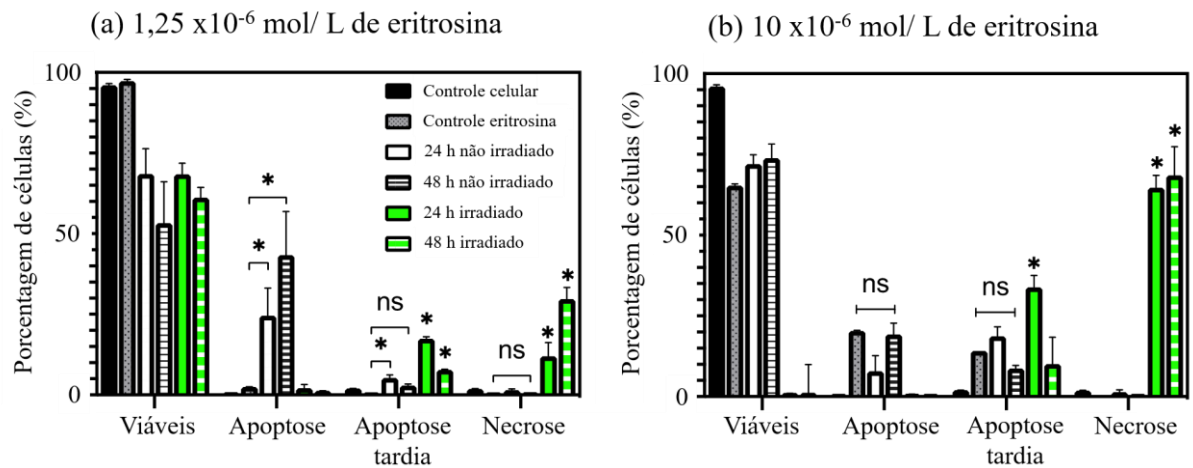 (a) 1,25 x10⁻⁶ mol/ L de eritrosina
Porcentagem de células (%)
100
50
0
Controle celular
Controle eritrosina
24 h não irradiado
48 h não irradiado
24 h irradiado
48 h irradiado
*
*
ns
*
*
*
ns
*
*
Viáveis
Apoptose
Apoptose
tardia
Necrose
(b) 10 x10⁻⁶ mol/ L de eritrosina
Porcentagem de células (%)
100
50
0
ns
ns
*
*
*
Viáveis
Apoptose
Apoptose
tardia
Necrose